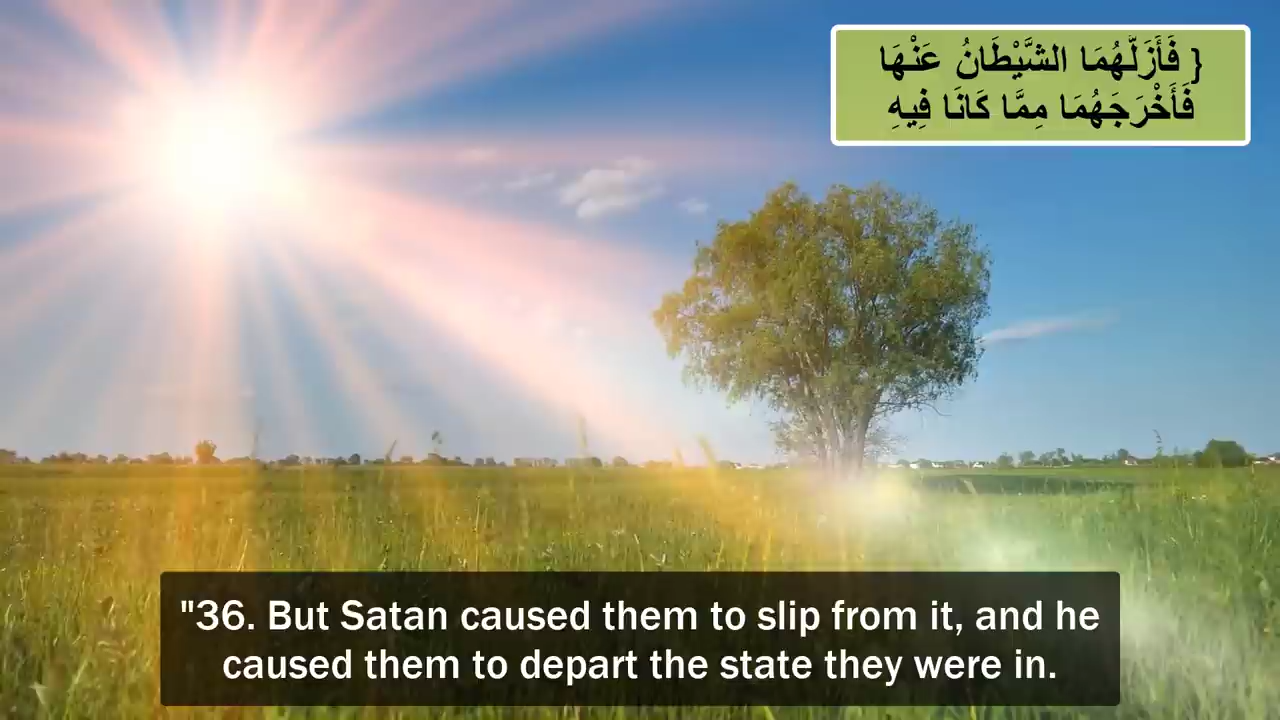 { فَأَزَلَّهُمَا الشَّيْطَانُ عَنْهَا
فَأَخْرَجَهُمَا مِمَّا كَانَا فِيهِ
"36. But Satan caused them to slip from it, and he
caused them to depart the state they were in.